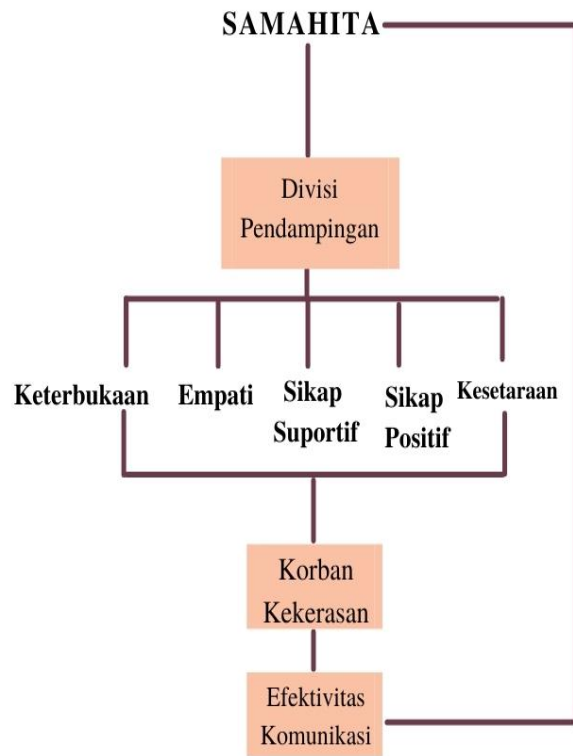 SAMAHITA
Divisi
Pendampingan
Keterbukaan
Empati
Sikap
Suportif
Sikap
Positif
Kesetaraan
Korban
Kekerasan
Efektivitas
Komunikasi